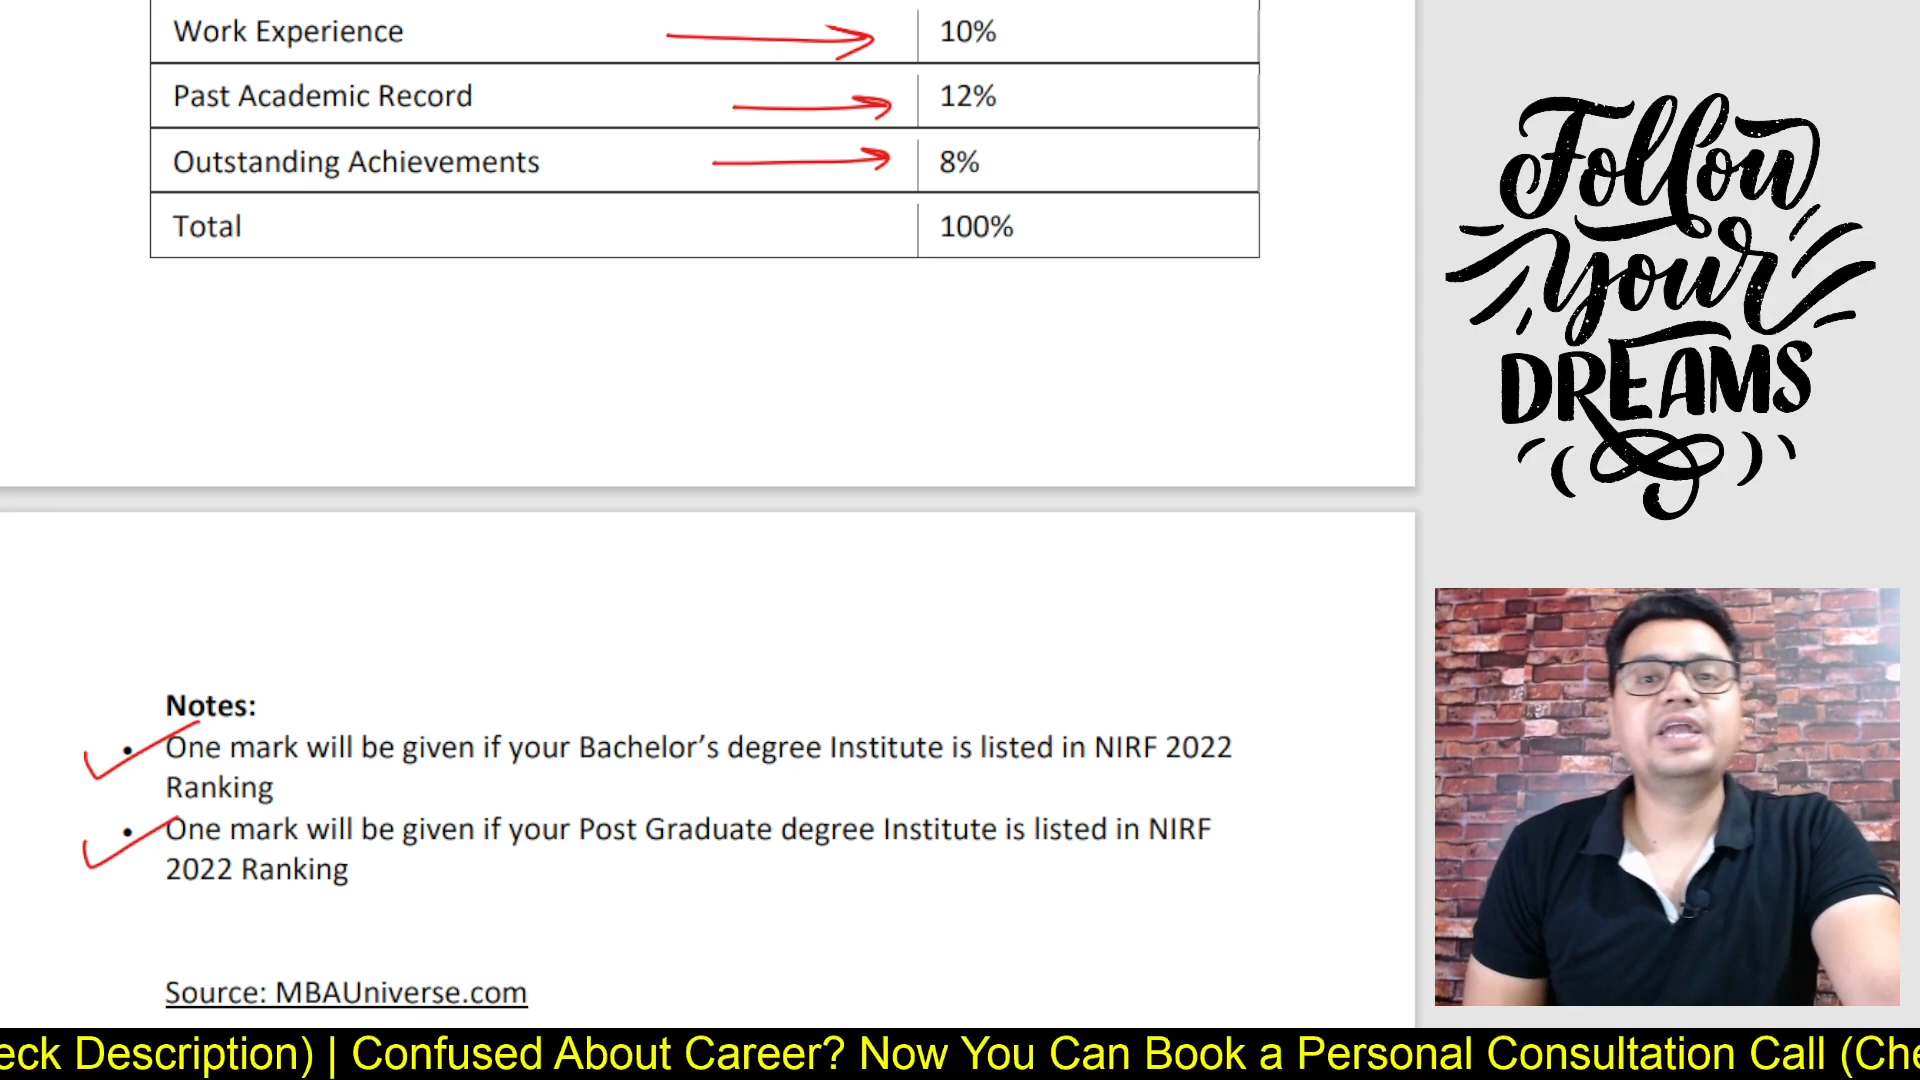 Work Experience 10%
Past Academic Record 12%
Outstanding Achievements 8%
Total 100%
Follow
Your
DREAMS
Notes:
• One mark will be given if your Bachelor’s degree Institute is listed in NIRF 2022
Ranking
• One mark will be given if your Post Graduate degree Institute is listed in NIRF
2022 Ranking
Source: MBAUniverse.com
eck Description) | Confused About Career? Now You Can Book a Personal Consultation Call (Che